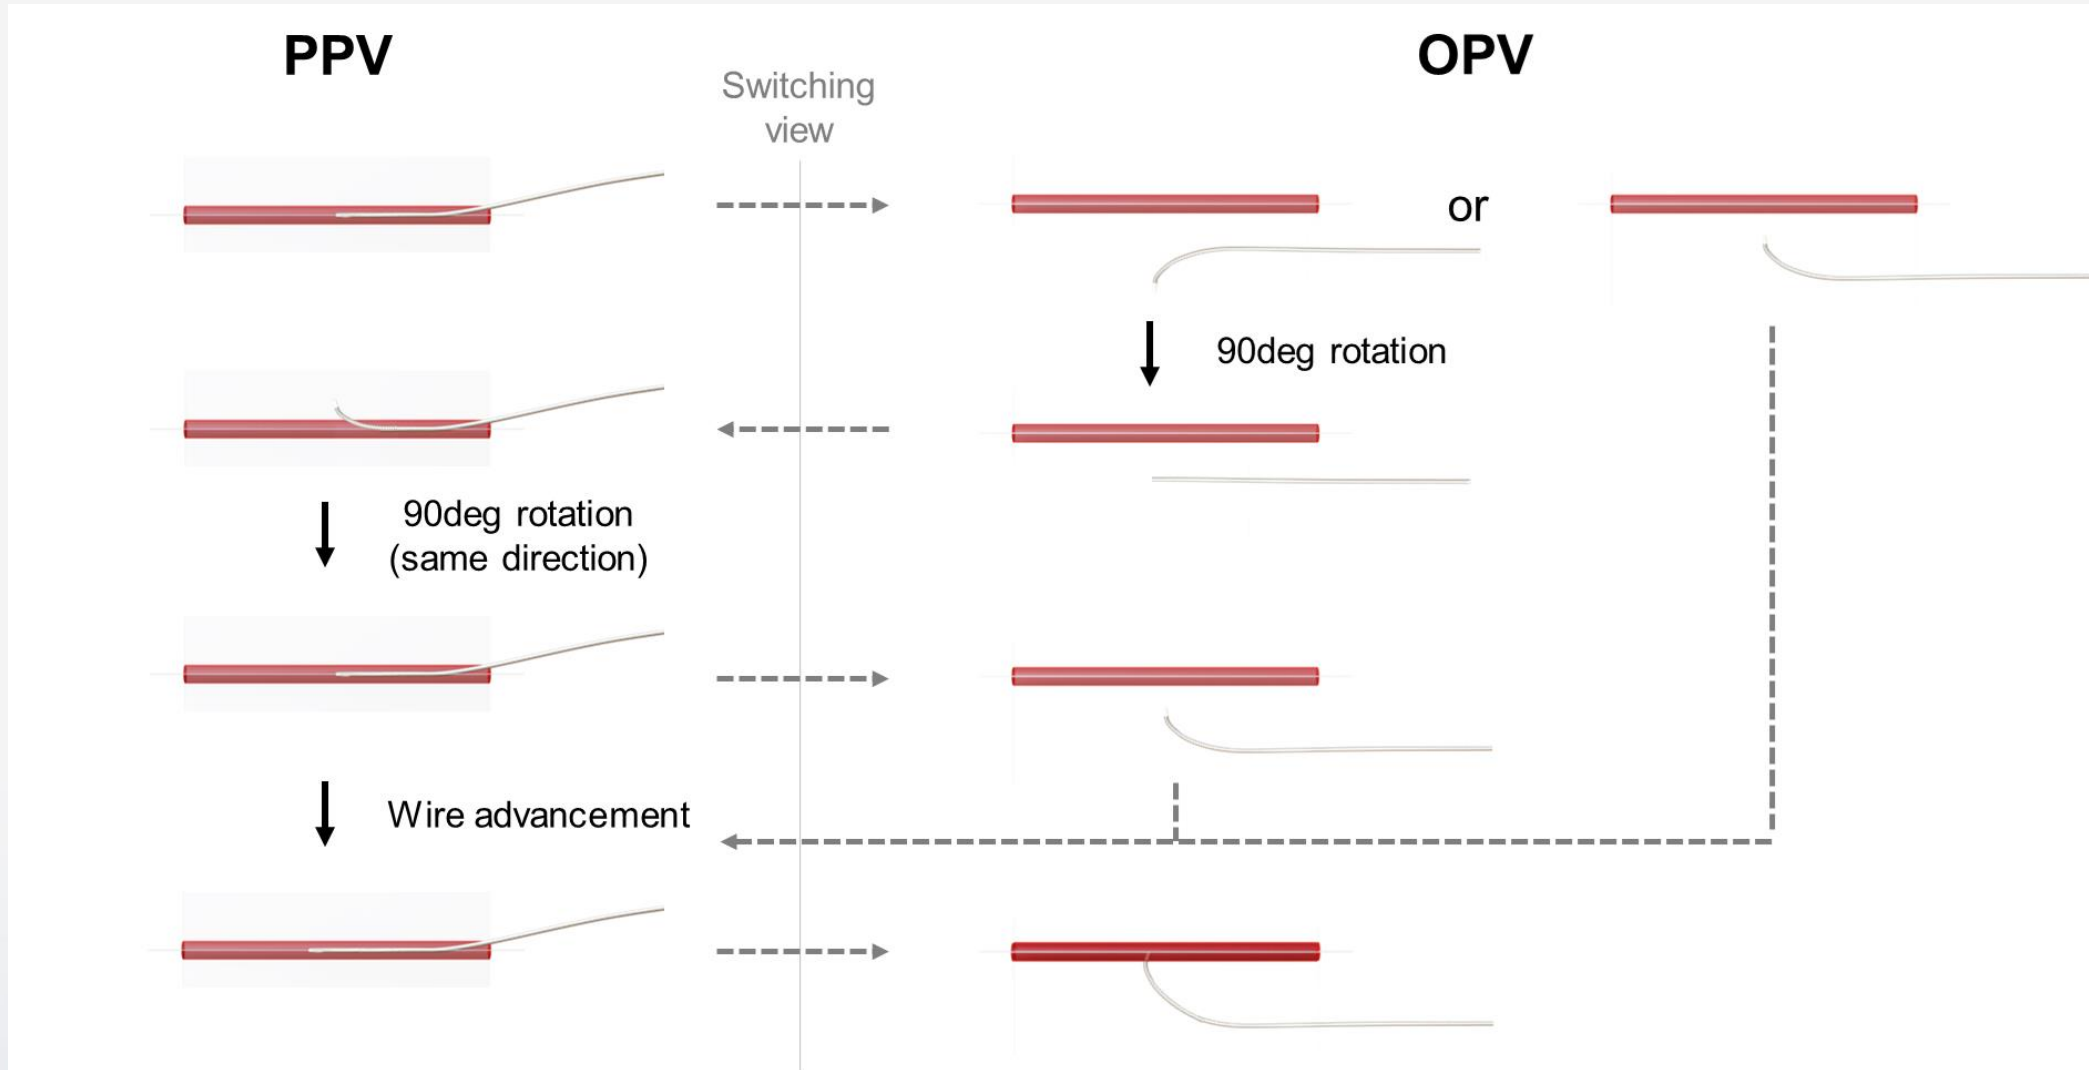 PPV
OPV
Switching
view
or
90deg rotation
90deg rotation
(same direction)
Wire advancement